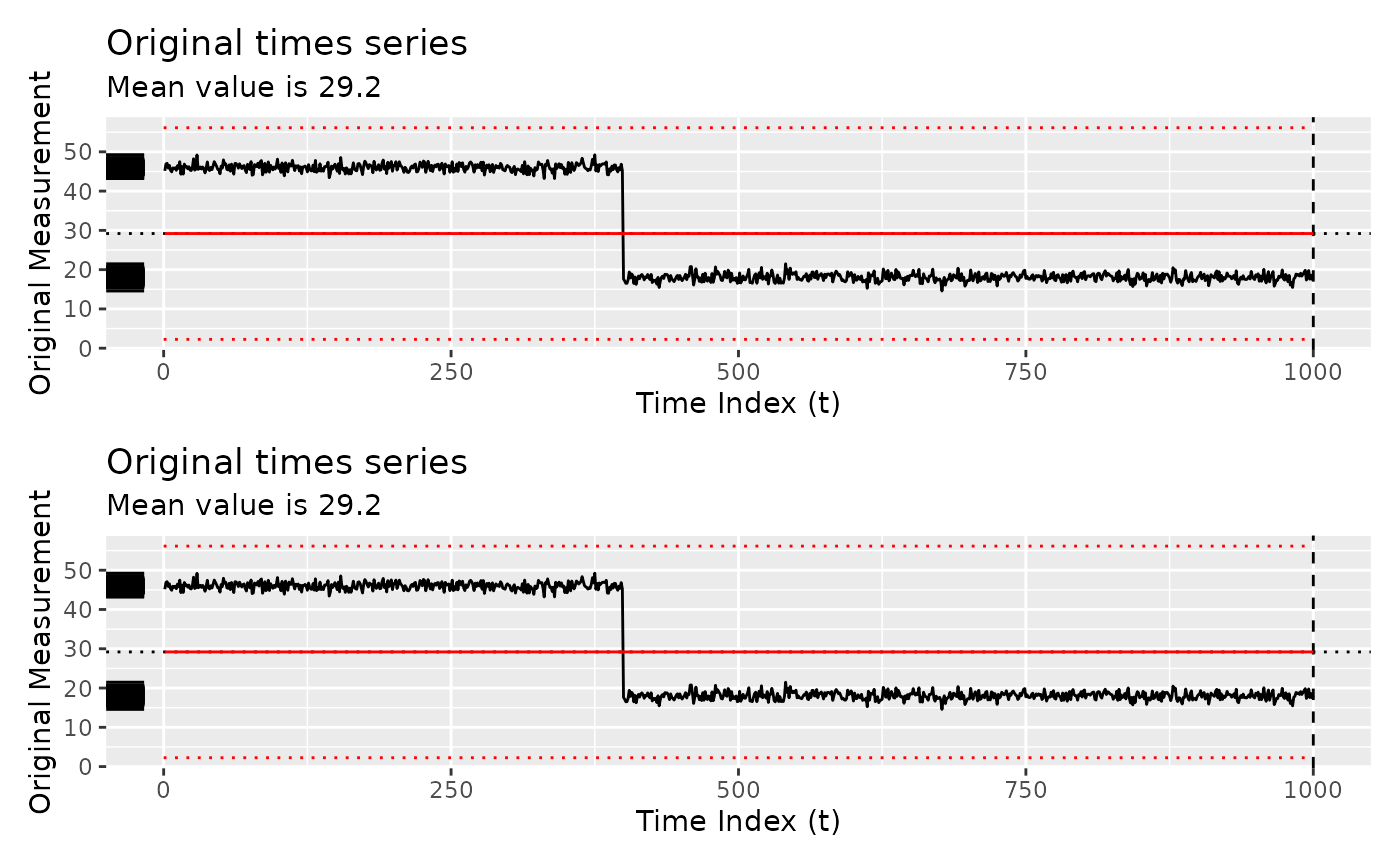 Original times series
Mean value is 29.2
Original Measurement
50
40
30
20
10
0
0 250 500 750 1000
Time Index (t)
Original times series
Mean value is 29.2
Original Measurement
50
40
30
20
10
0
0 250 500 750 1000
Time Index (t)